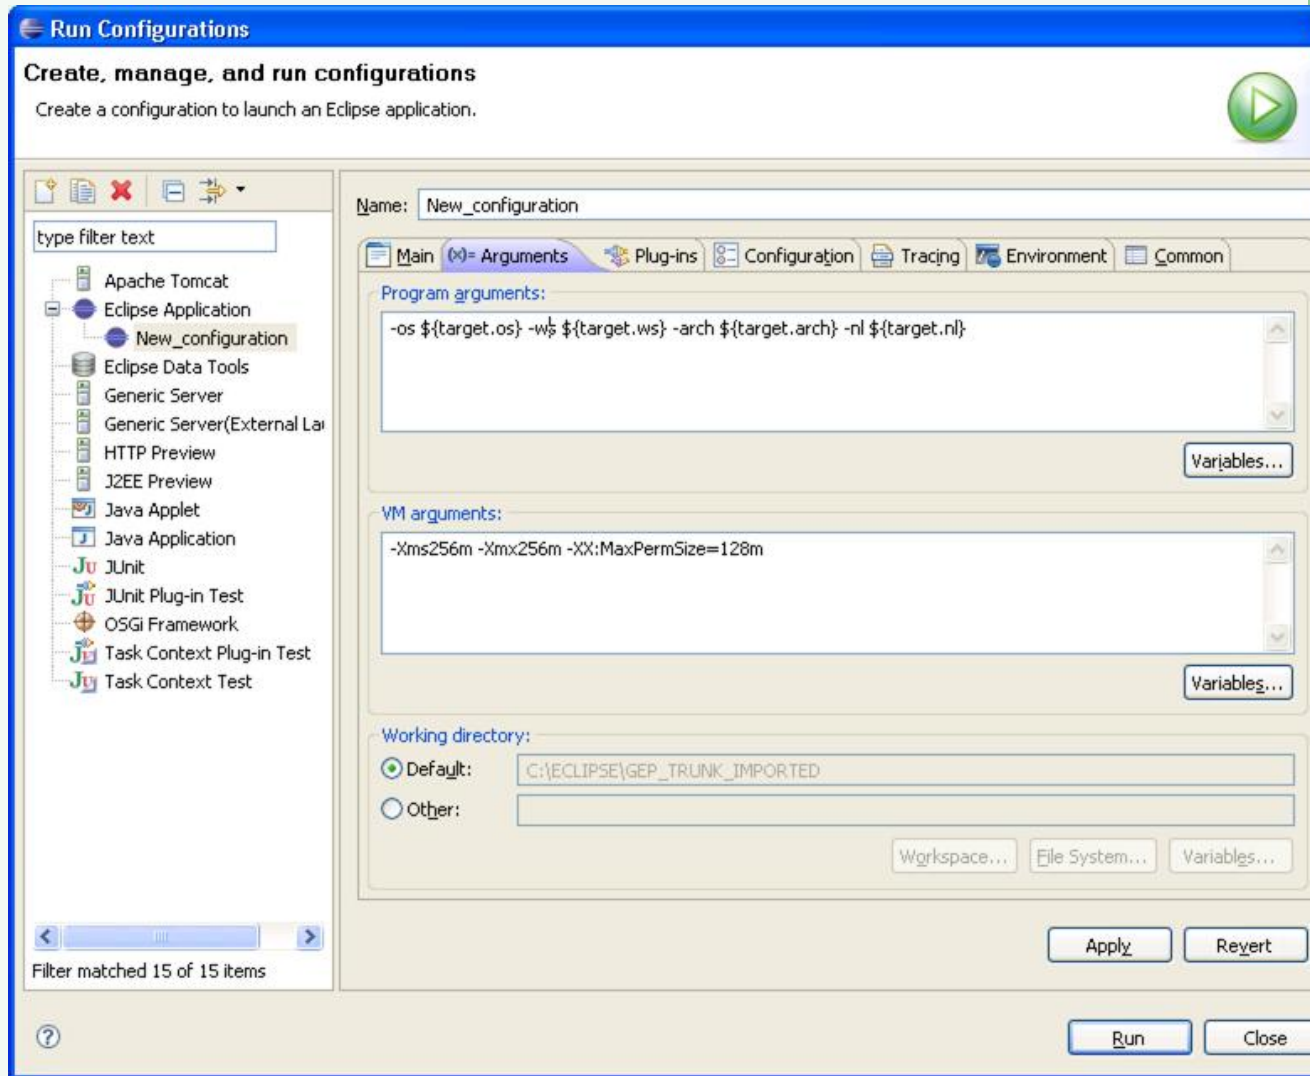 Run Configurations
Create, manage, and run configurations
Create a configuration to launch an Eclipse application.
type filter text
Apache Tomcat
Eclipse Application
New_configuration
Eclipse Data Tools
Generic Server
Generic Server(External Lau
HTTP Preview
J2EE Preview
Java Applet
Java Application
JUnit
JUnit Plug-in Test
OSGi Framework
Task Context Plug-in Test
Task Context Test
Filter matched 15 of 15 items
Name: New_configuration
Main (x)= Arguments Plug-ins Configuration Tracing Environment Common
Program arguments:
-os ${target.os} -ws ${target.ws} -arch ${target.arch} -nl ${target.nl}
Variables...
VM arguments:
-Xms256m -Xmx256m -XX:MaxPermSize=128m
Variables...
Working directory:
Default: C:\ECLIPSE\GEP_TRUNK_IMPORTED
Other:
Workspace... File System... Variables...
Apply Revert
Run Close